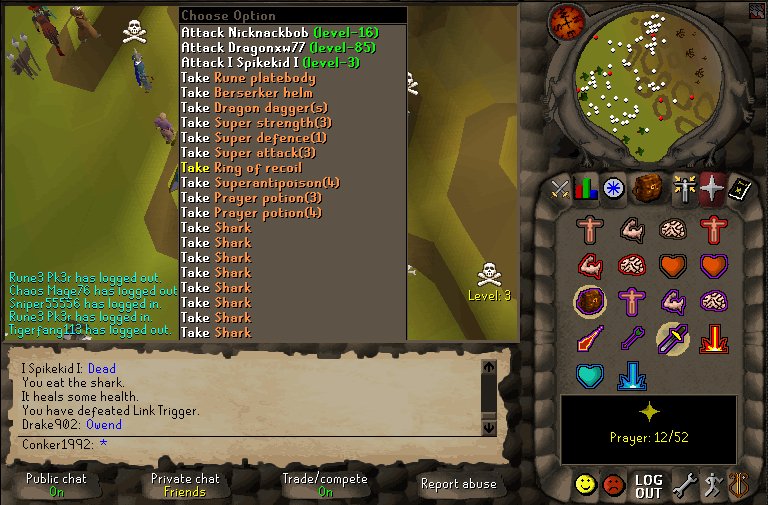 Choose Option
Attack Nicknackbob (level-16)
Attack Dragonxw77 (level-85)
Attack I Spikekid I (level-3)
Take Rune platebody
Take Berserker helm
Take Dragon dagger(s)
Take Super strength(3)
Take Super defence(1)
Take Super attack(3)
Take Ring of recoil
Take Superantipoison(4)
Take Prayer potion(3)
Take Prayer potion(4)
Take Shark
Take Shark
Take Shark
Take Shark
Take Shark
Take Shark
Take Shark
Take Shark
Rune3 Pk3r has logged out.
Chaos Mage76 has logged out
Sniper55556 has logged in.
Rune3 Pk3r has logged in.
Tigerfang113 has logged out.
Level: 3
I Spikekid I: Dead
You eat the shark.
It heals some health.
You have defeated Link Trigger.
Drake902: Owend
Conker1992: *
Prayer: 12/52
Public chat
On
Private chat
Friends
Trade/compete
On
Report abuse
LOG
OUT